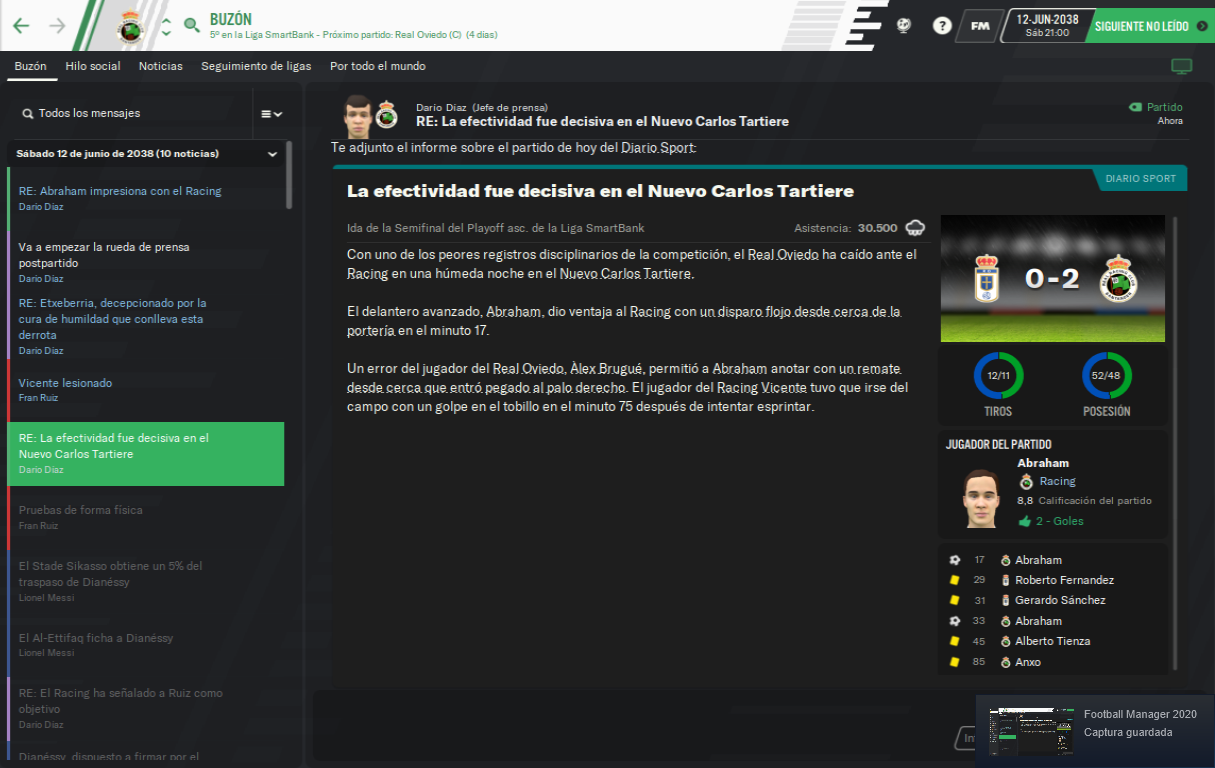 BUZÓN
5º en la Liga SmartBank - Próximo partido: Real Oviedo (C) (4 días)
?
FM
12-JUN-2038
Sáb 21:00
SIGUIENTE NO LEÍDO
Buzón Hilo social Noticias Seguimiento de ligas Por todo el mundo
Todos los mensajes
Sábado 12 de junio de 2038 (10 noticias)
RE: Abraham impresiona con el Racing
Darío Díaz
Va a empezar la rueda de prensa
postpartido
Darío Díaz
RE: Etxeberria, decepcionado por la
cura de humildad que conlleva esta
derrota
Darío Díaz
Vicente lesionado
Fran Ruiz
RE: La efectividad fue decisiva en el
Nuevo Carlos Tartiere
Darío Díaz
Pruebas de forma física
Fran Ruiz
El Stade Sikasso obtiene un 5% del
traspaso de Dianéssy
Lionel Messi
El Al-Ettifaq ficha a Dianéssy
Lionel Messi
RE: El Racing ha señalado a Ruiz como
objetivo
Darío Díaz
Dianéssy, dispuesto a firmar por el
Darío Díaz (Jefe de prensa)
RE: La efectividad fue decisiva en el Nuevo Carlos Tartiere
Partido
Ahora
Te adjunto el informe sobre el partido de hoy del Diario Sport:
DIARIO SPORT
La efectividad fue decisiva en el Nuevo Carlos Tartiere
Ida de la Semifinal del Playoff asc. de la Liga SmartBank
Asistencia: 30.500
Con uno de los peores registros disciplinarios de la competición, el Real Oviedo ha caído ante el
Racing en una húmeda noche en el Nuevo Carlos Tartiere.
El delantero avanzado, Abraham, dio ventaja al Racing con un disparo flojo desde cerca de la
portería en el minuto 17.
Un error del jugador del Real Oviedo, Àlex Brugué, permitió a Abraham anotar con un remate
desde cerca que entró pegado al palo derecho. El jugador del Racing Vicente tuvo que irse del
campo con un golpe en el tobillo en el minuto 75 después de intentar esprintar.
0-2
12/11
TIROS
52/48
POSESIÓN
JUGADOR DEL PARTIDO
Abraham
Racing
8,8 Calificación del partido
2 - Goles
17 Abraham
29 Roberto Fernandez
31 Gerardo Sánchez
33 Abraham
45 Alberto Tienza
85 Anxo
Football Manager 2020
Captura guardada